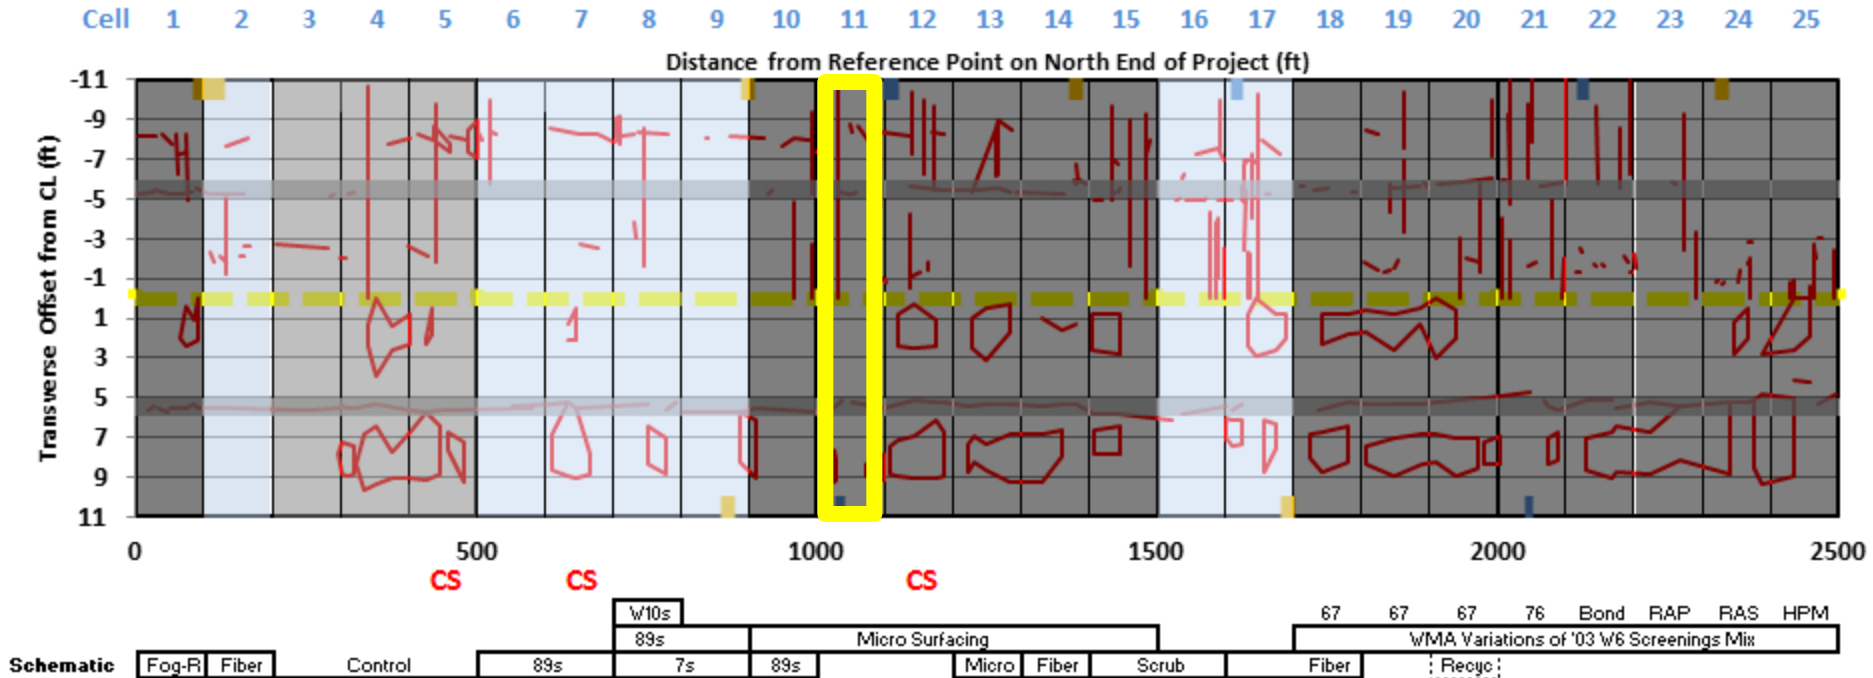 Cell 1 2 3 4 5 6 7 8 9 10 11 12 13 14 15 16 17 18 19 20 21 22 23 24 25
Distance from Reference Point on North End of Project (ft)
Transverse Offset from CL (ft)
-11
-9
-7
-5
-3
-1
1
3
5
7
9
11
0 500 1000 1500 2000 2500
CS CS CS
W10s 67 67 67 76 Bond RAP RAS HPM
89s Micro Surfacing WMA Variations of '03 W6 Screenings Mix
Schematic Fog-R Fiber Control 89s 7s 89s Micro Fiber Scrub Fiber Recyc